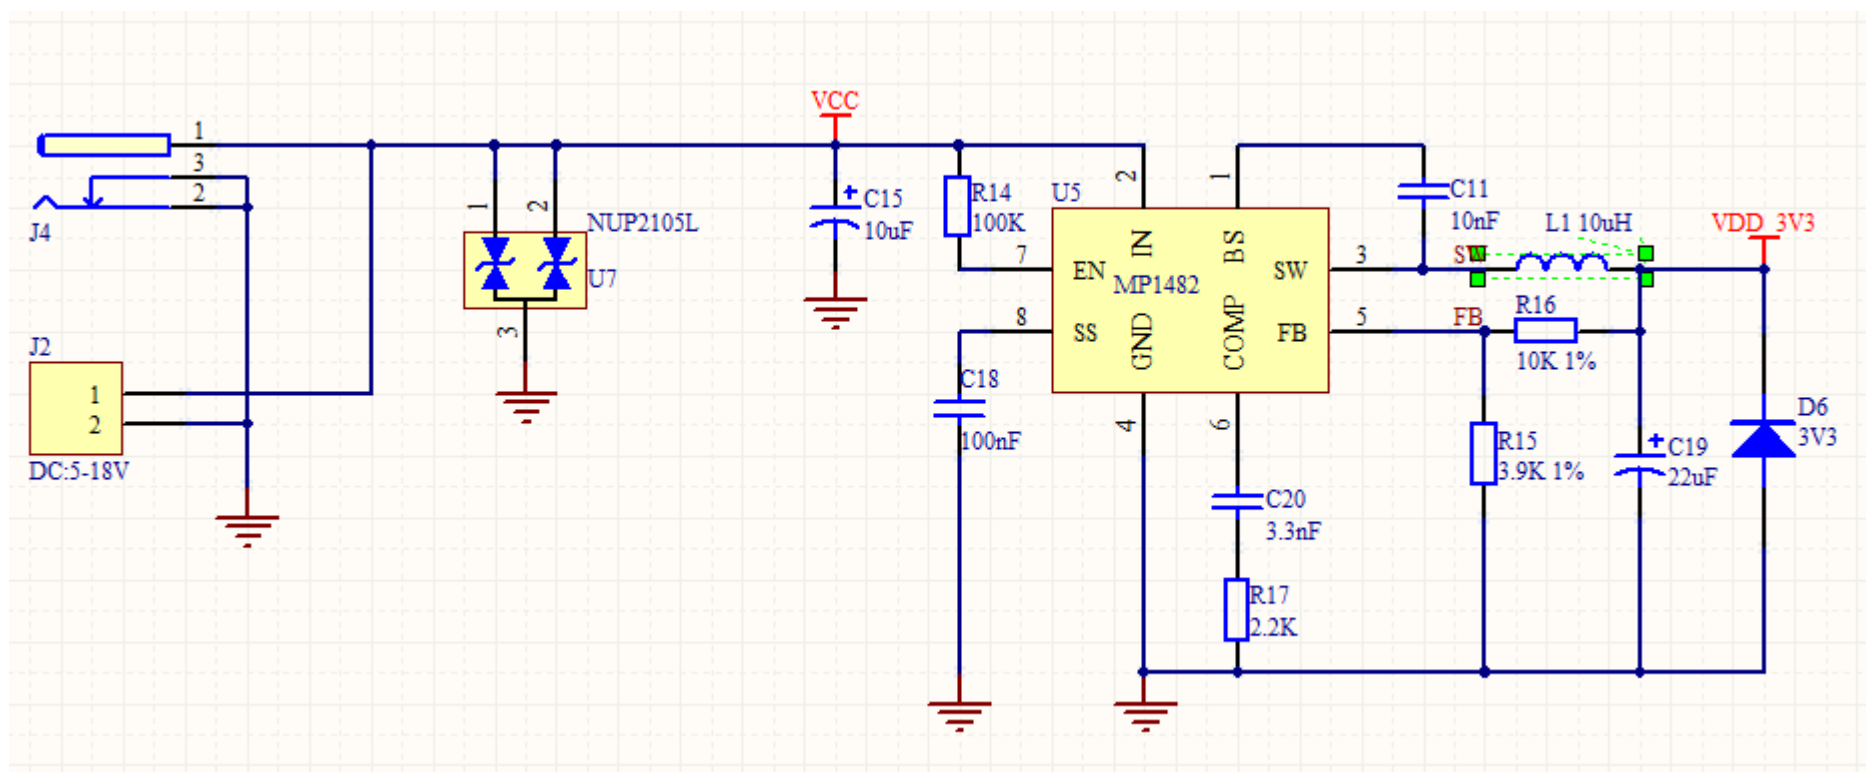 VCC
1
3
2
J4
1
2
NUP2105L
U7
3
C15
10uF
R14
100K
U5
2
1
C11
10nF
L1 10uH
VDD_3V3
7
EN
IN
BS
SW
3
SW
MP1482
8
SS
GND
COMP
FB
5
FB
R16
10K 1%
J2
1
2
DC:5-18V
C18
100nF
4
6
R15
3.9K 1%
C19
22uF
D6
3V3
C20
3.3nF
R17
2.2K